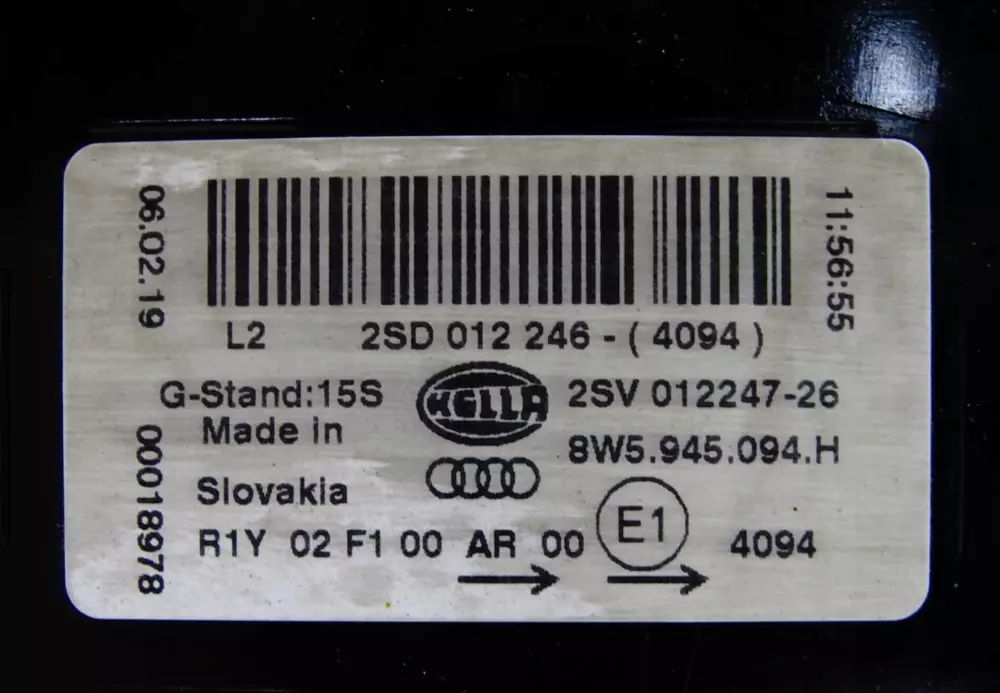 06.02.19
11:56:55
L2 2SD 012 246 - ( 4094 )
G-Stand:15S HELLA 2SV 012247-26
Made in 8W5.945.094.H
Slovakia
00018978
R1Y 02 F1 00 AR 00 E1 4094